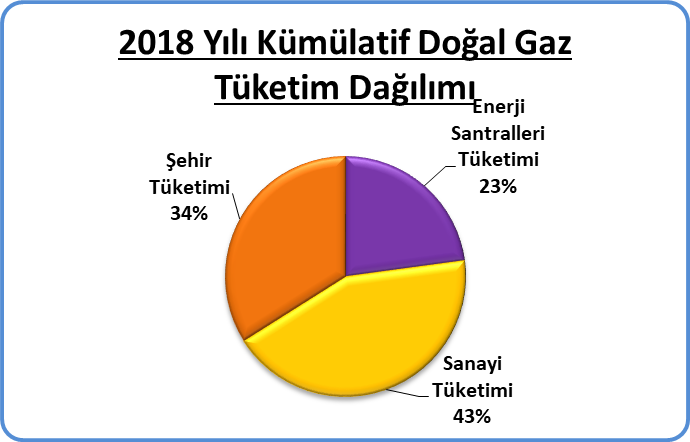 2018 Yılı Kümülatif Doğal Gaz
Tüketim Dağılımı
Enerji
Santralleri
Tüketimi
23%
Şehir
Tüketimi
34%
Sanayi
Tüketimi
43%